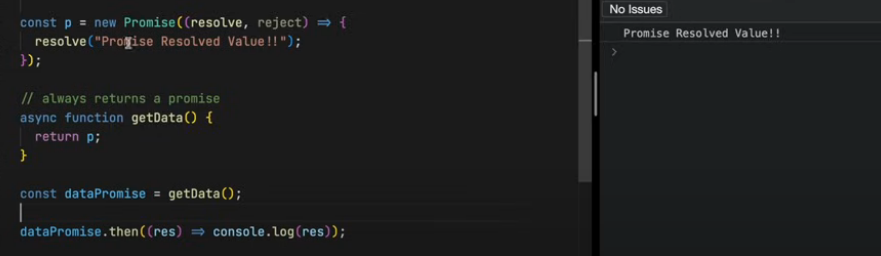 const p = new Promise((resolve, reject) => {
resolve("Promise Resolved Value!!");
});
// always returns a promise
async function getData() {
return p;
}
const dataPromise = getData();
dataPromise.then((res) => console.log(res));
No Issues
Promise Resolved Value!!
>